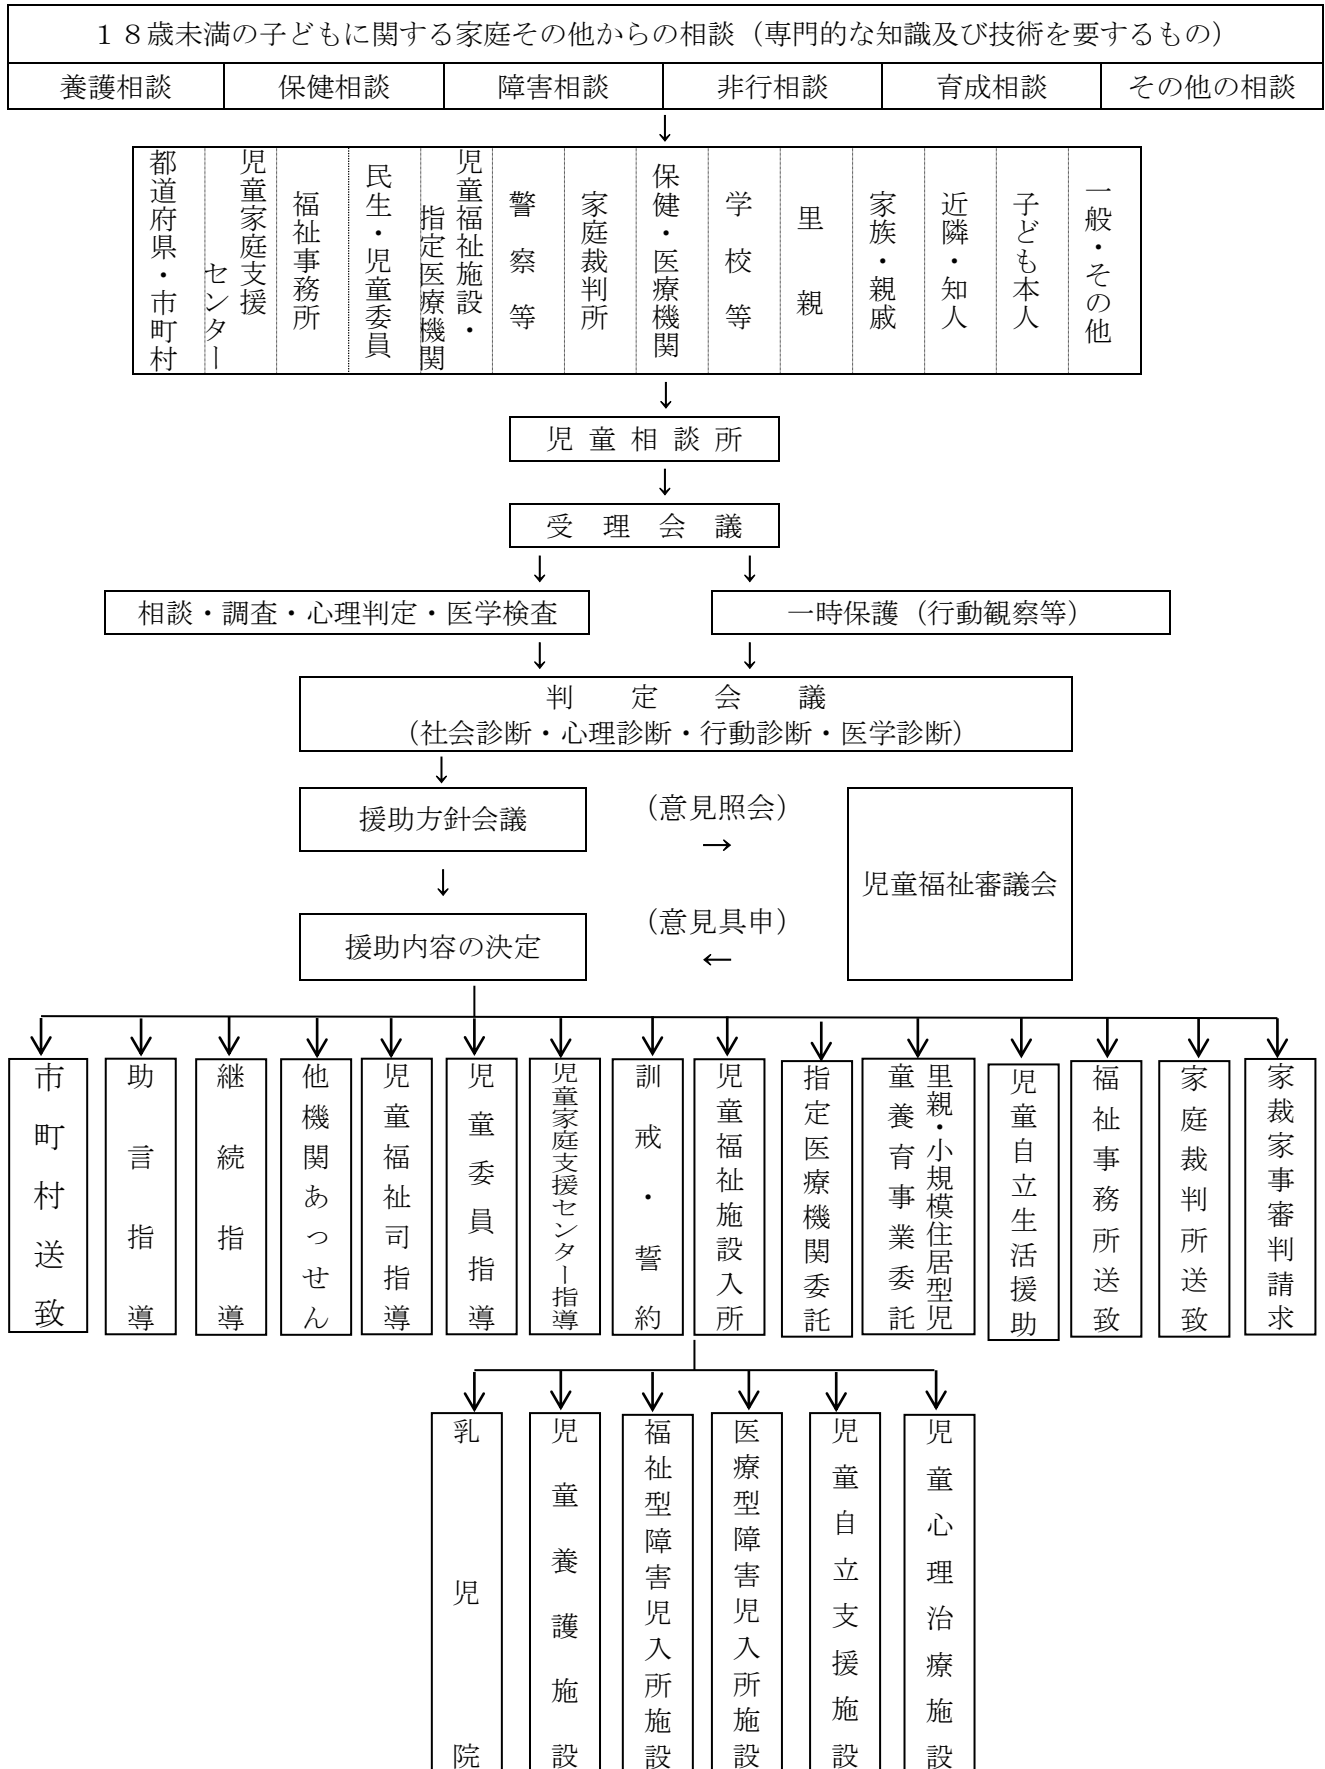 １８歳未満の子どもに関する家庭その他からの相談（専門的な知識及び技術を要するもの）
養護相談
保健相談
障害相談
非行相談
育成相談
その他の相談
↓
都道府県・市町村
児童家庭支援
センター
福祉事務所
民生・児童委員
児童福祉施設・
指定医療機関
警察等
家庭裁判所
保健・医療機関
学校等
里親
家族・親戚
近隣・知人
子ども本人
一般・その他
↓
児童相談所
↓
受理会議
↓ ↓
相談・調査・心理判定・医学検査
一時保護（行動観察等）
↓ ↓
判定会議
（社会診断・心理診断・行動診断・医学診断）
↓
援助方針会議
（意見照会）
→
児童福祉審議会
↓
援助内容の決定
（意見具申）
←
市町村送致
助言指導
継続指導
他機関あっせん
児童福祉司指導
児童委員指導
児童家庭支援センター指導
訓戒・誓約
児童福祉施設入所
指定医療機関委託
里親・小規模住居型児
童養育事業委託
児童自立生活援助
福祉事務所送致
家庭裁判所送致
家裁家事審判請求
乳児院
児童養護施設
福祉型障害児入所施設
医療型障害児入所施設
児童自立支援施設
児童心理治療施設